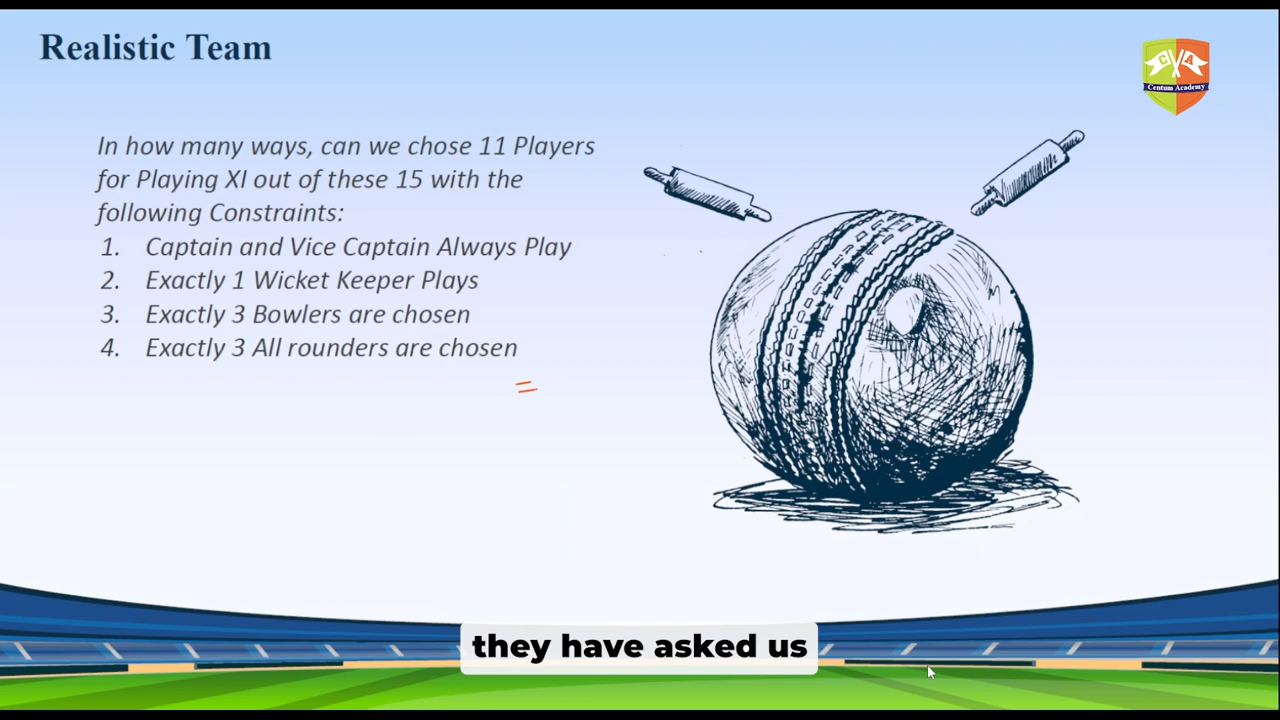 Realistic Team
C A
Centum Academy
In how many ways, can we chose 11 Players
for Playing XI out of these 15 with the
following Constraints:
1. Captain and Vice Captain Always Play
2. Exactly 1 Wicket Keeper Plays
3. Exactly 3 Bowlers are chosen
4. Exactly 3 All rounders are chosen
they have asked us